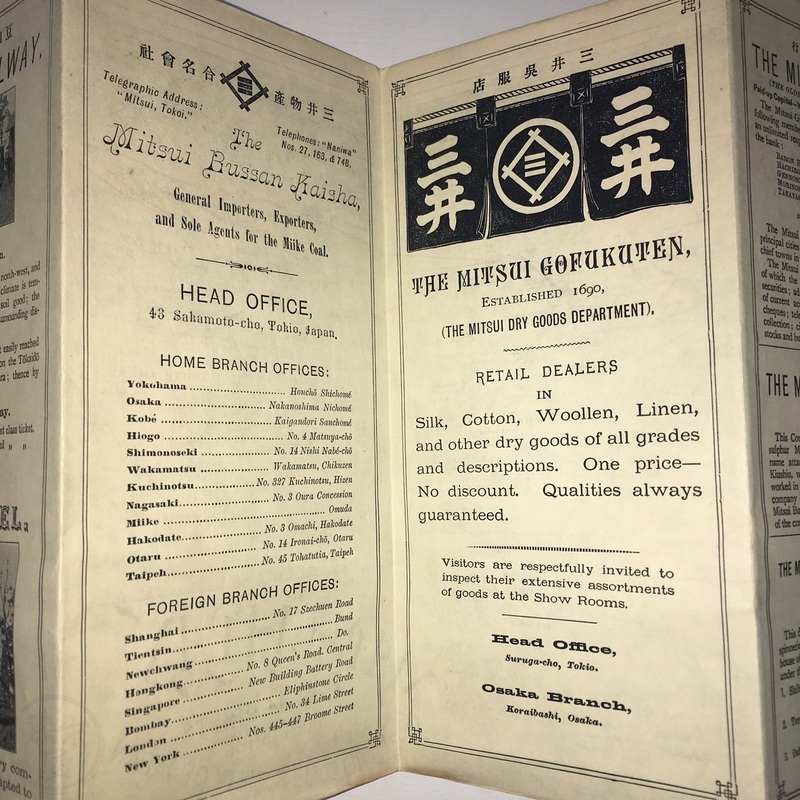 社會名合
産物井三
Telegraphic Address:
"Mitsui, Tokoi."
Telephones: "Naniwa"
Nos. 27, 163, & 748.
The
Mitsui Bussan Kaisha,
General Importers, Exporters,
and Sole Agents for the Miike Coal.
HEAD OFFICE,
43 Sakamoto-cho, Tokio, Japan.
HOME BRANCH OFFICES:
Yokohama Honchō Shichomé
Osaka Nakanoshima Nichomé
Kobé Kaigandori Sanchomé
Hiogo No. 4 Matsuya-chō
Shimonoseki No. 14 Nishi Nabé-chō
Wakamatsu Wakamatsu, Chikuzen
Kuchinotsu No. 327 Kuchinotsu, Hizen
Nagasaki No. 3 Oura Concession
Miike Omuda
Hakodate No. 3 Omachi, Hakodate
Otaru No. 14 Ironai-chō, Otaru
Taipeh No. 45 Tohatutia, Taipeh
FOREIGN BRANCH OFFICES:
Shanghai No. 17 Szechuen Road
Tientsin Bund
Newchwang Do.
Hongkong No. 8 Queen's Road. Central
Singapore New Building Battery Road
Bombay Eliphinstone Circle
London No. 34 Lime Street
New York Nos. 445-447 Broome Street
店服呉井三
三井
三
三井
THE MITSUI GOFUKUTEN,
ESTABLISHED 1690,
(THE MITSUI DRY GOODS DEPARTMENT).
RETAIL DEALERS
IN
Silk, Cotton, Woollen, Linen,
and other dry goods of all grades
and descriptions. One price—
No discount. Qualities always
guaranteed.
Visitors are respectfully invited to
inspect their extensive assortments
of goods at the Show Rooms.
Head Office,
Suruga-cho, Tokio.
Osaka Branch,
Koraibashi, Osaka.